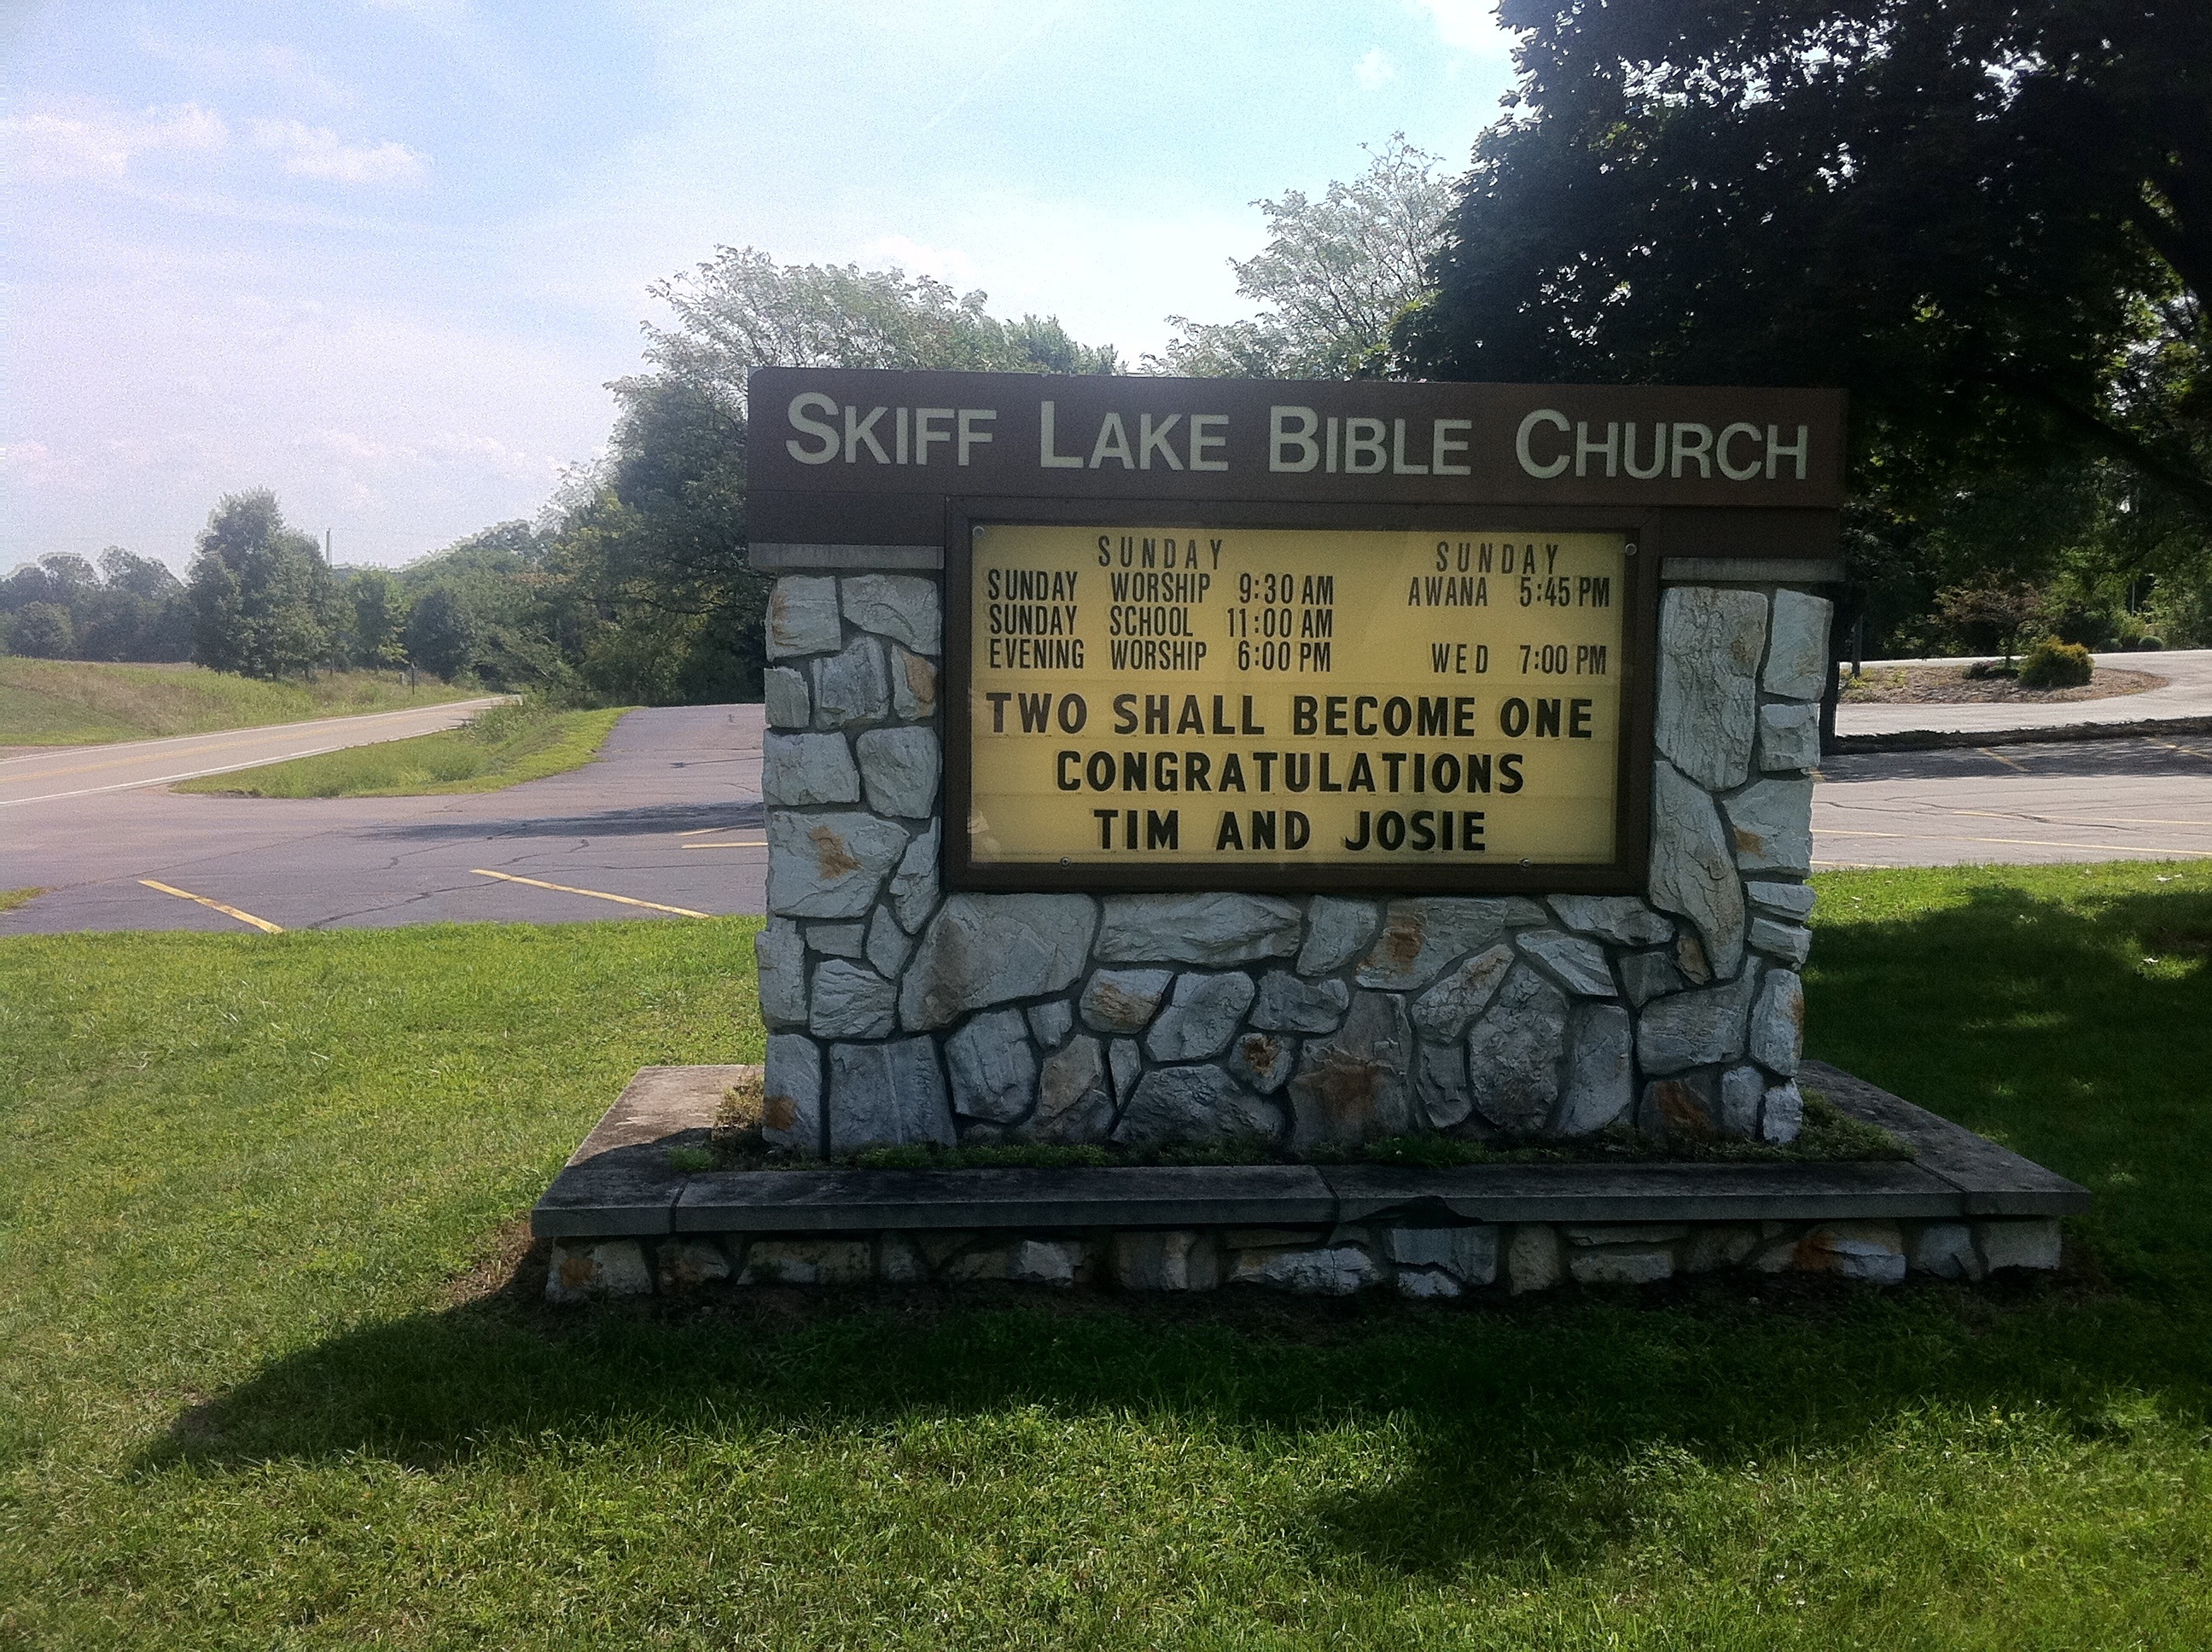 SKIFF LAKE BIBLE CHURCH
SUNDAY SUNDAY
SUNDAY WORSHIP 9:30 AM AWANA 5:45 PM
SUNDAY SCHOOL 11:00 AM
EVENING WORSHIP 6:00 PM WED 7:00 PM
TWO SHALL BECOME ONE
CONGRATULATIONS
TIM AND JOSIE